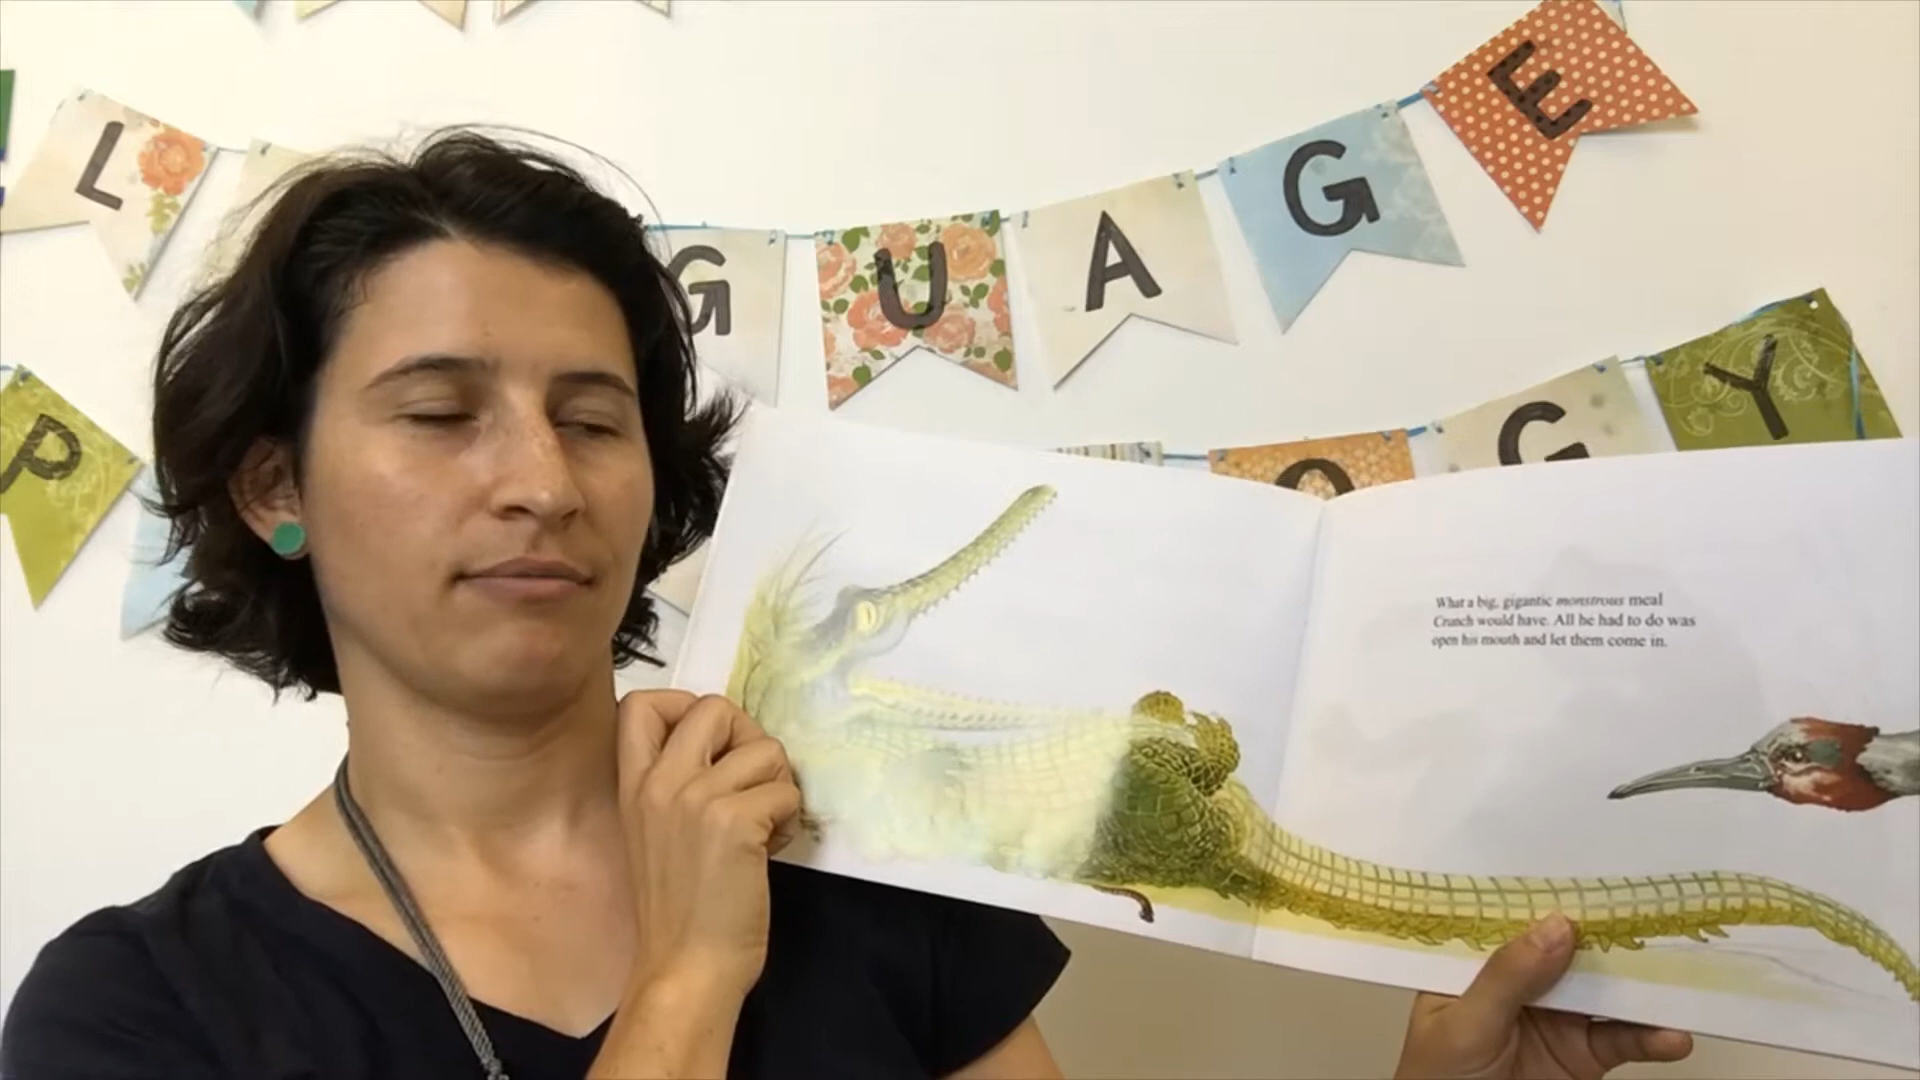 L GUAGE
P OGY
What a big, gigantic monstrous meal
Crunch would have. All he had to do was
open his mouth and let them come in.